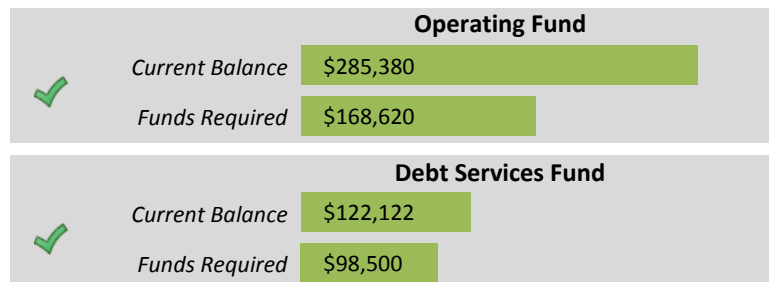 Operating Fund
Current Balance $285,380
Funds Required $168,620
Debt Services Fund
Current Balance $122,122
Funds Required $98,500